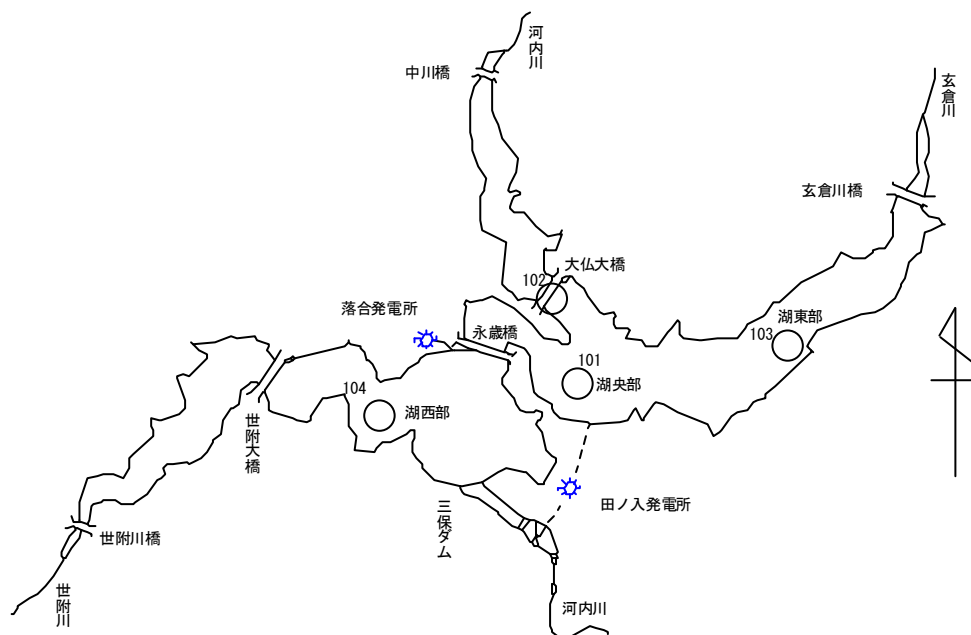 河内川
中川橋
玄倉川
玄倉川橋
大仏大橋
102
落合発電所
永歳橋
湖東部
103
101
湖央部
104
湖西部
世附大橋
田ノ入発電所
三保ダム
世附川橋
世附川
河内川